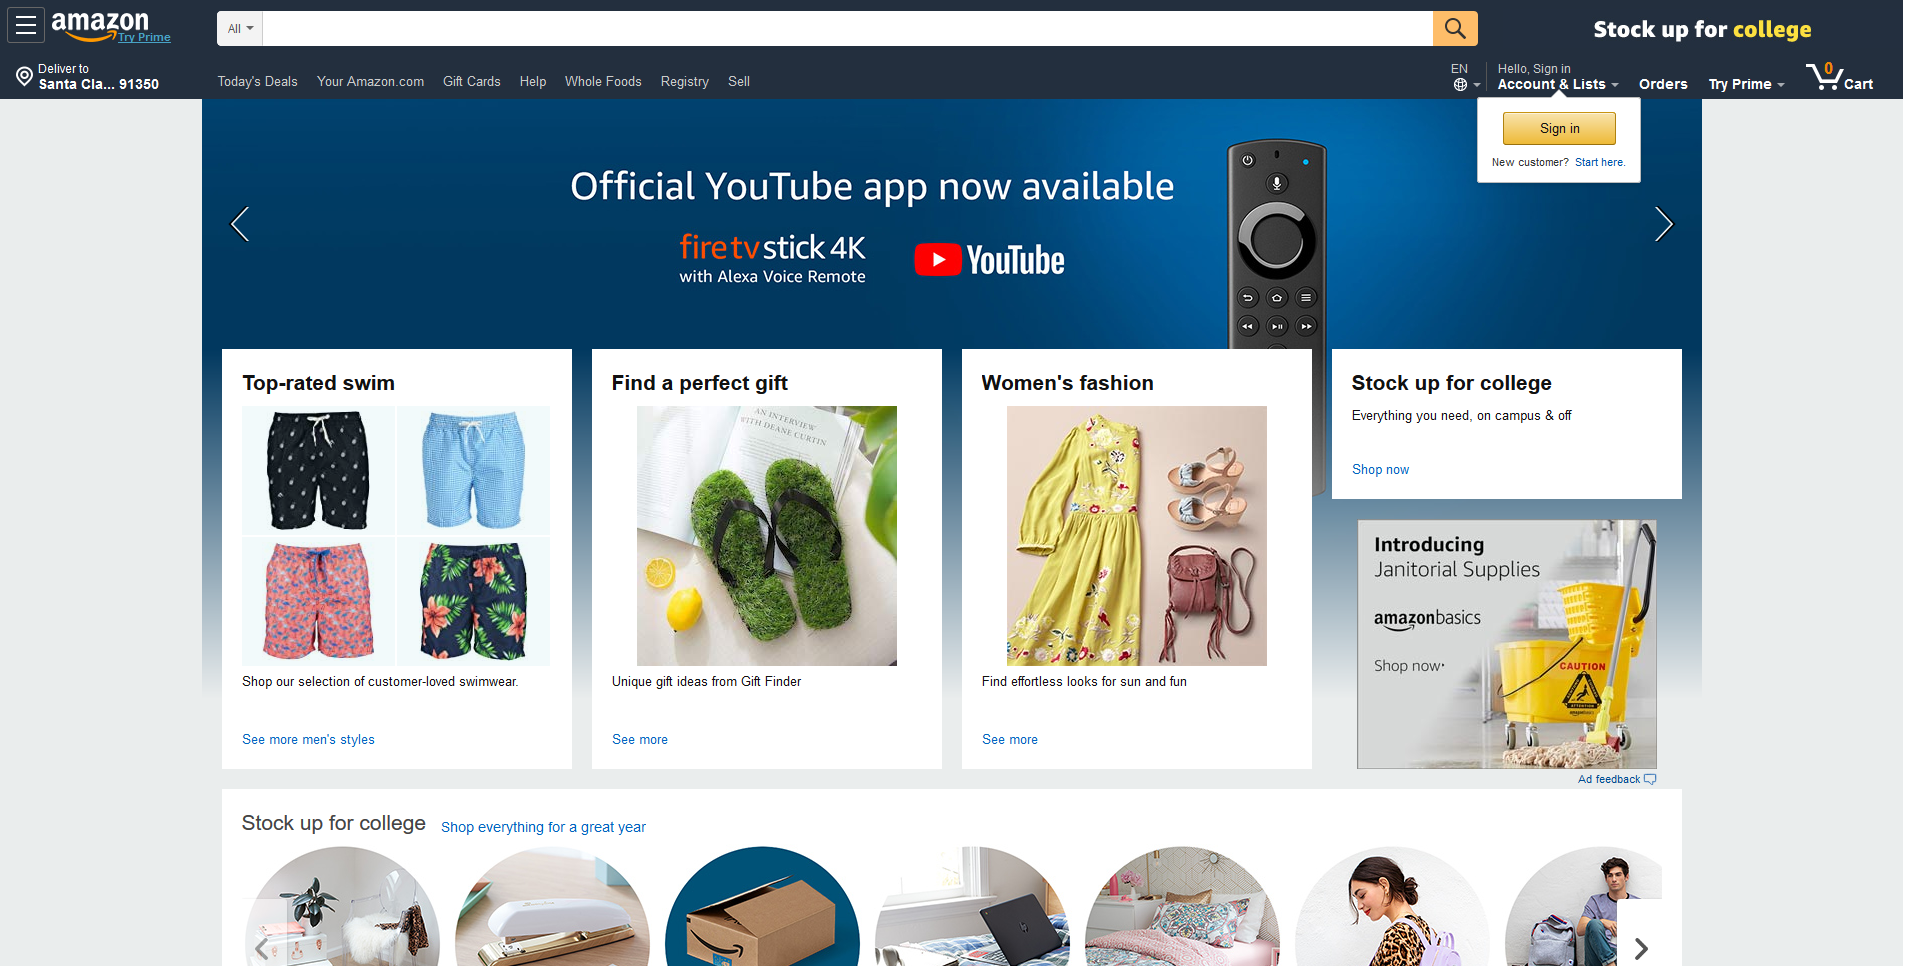 amazon
Try Prime
All
Stock up for college
Deliver to
Santa Cla... 91350
Today's Deals
Your Amazon.com
Gift Cards
Help
Whole Foods
Registry
Sell
EN
Hello, Sign in
Account & Lists
Orders
Try Prime
0
Cart
Sign in
New customer? Start here.
Official YouTube app now available
fire tv stick 4K
with Alexa Voice Remote
YouTube
Top-rated swim
Shop our selection of customer-loved swimwear.
See more men's styles
Find a perfect gift
AN INTERVIEW
WITH DEANE CURTIN
Unique gift ideas from Gift Finder
See more
Women's fashion
Find effortless looks for sun and fun
See more
Stock up for college
Everything you need, on campus & off
Shop now
Introducing
Janitorial Supplies
amazonbasics
Shop now
CAUTION
ATTENTION
Ad feedback
Stock up for college
Shop everything for a great year